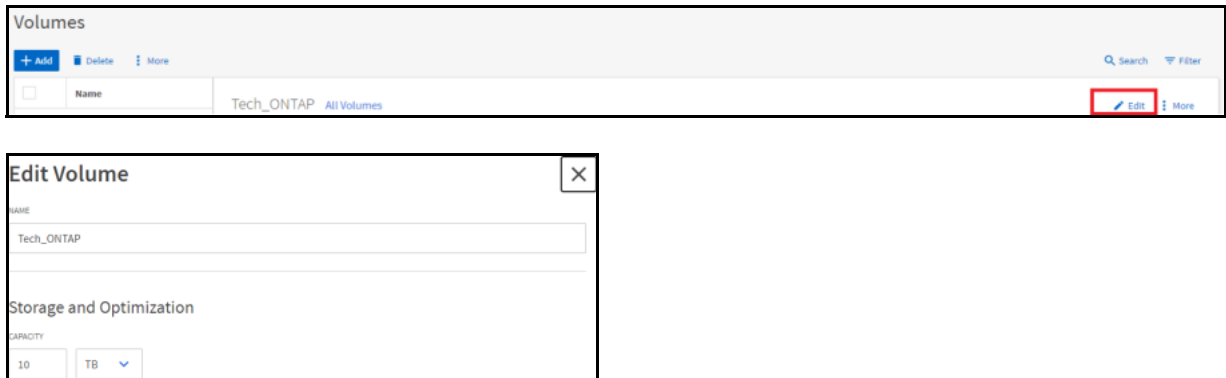 Volumes
+ Add Delete More Search Filter
Name
Tech_ONTAP All Volumes Edit More
Edit Volume
NAME
Tech_ONTAP
Storage and Optimization
CAPACITY
10 TB